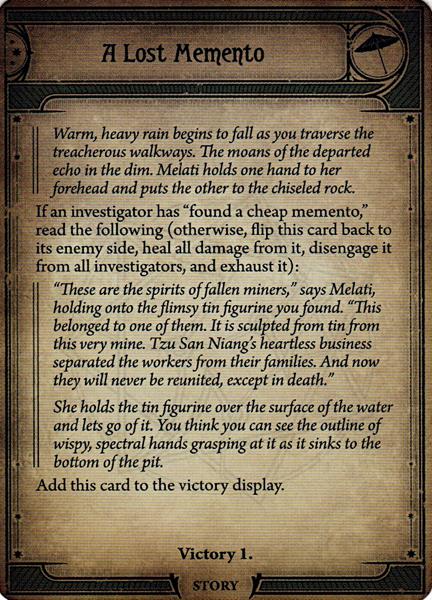 A Lost Memento
Warm, heavy rain begins to fall as you traverse the
treacherous walkways. The moans of the departed
echo in the dim. Melati holds one hand to her
forehead and puts the other to the chiseled rock.
If an investigator has “found a cheap memento,”
read the following (otherwise, flip this card back to
its enemy side, heal all damage from it, disengage it
from all investigators, and exhaust it):
“These are the spirits of fallen miners,” says Melati,
holding onto the flimsy tin figurine you found. “This
belonged to one of them. It is sculpted from tin from
this very mine. Tzu San Niang’s heartless business
separated the workers from their families. And now
they will never be reunited, except in death.”
She holds the tin figurine over the surface of the water
and lets go of it. You think you can see the outline of
wispy, spectral hands grasping at it as it sinks to the
bottom of the pit.
Add this card to the victory display.
Victory 1.
STORY